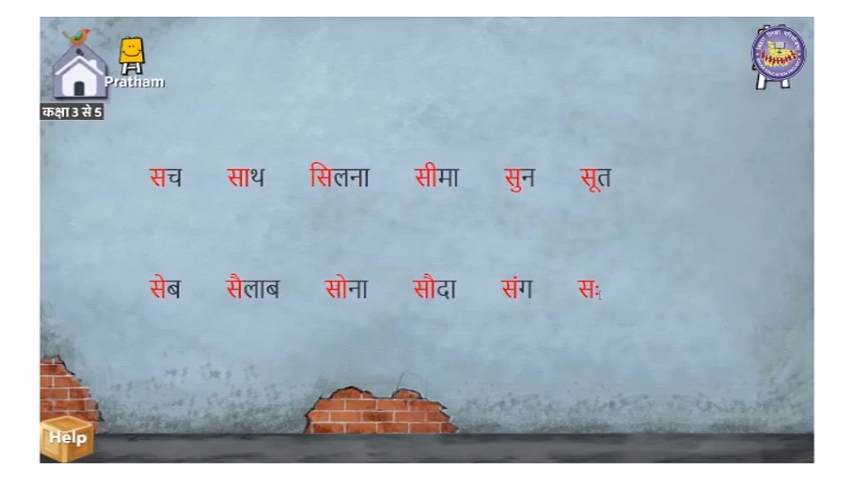 Pratham
कक्षा 3 से 5
सच साथ सिलना सीमा सुन सूत
सेब सैलाब सोना सौदा संग सः
Help